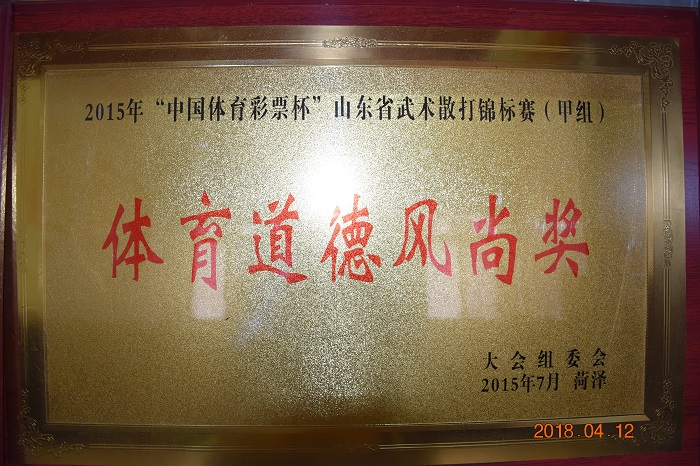 2015年“中国体育彩票杯”山东省武术散打锦标赛（甲组）
体育道德风尚奖
大会组委会
2015年7月 菏泽
2018 04 12